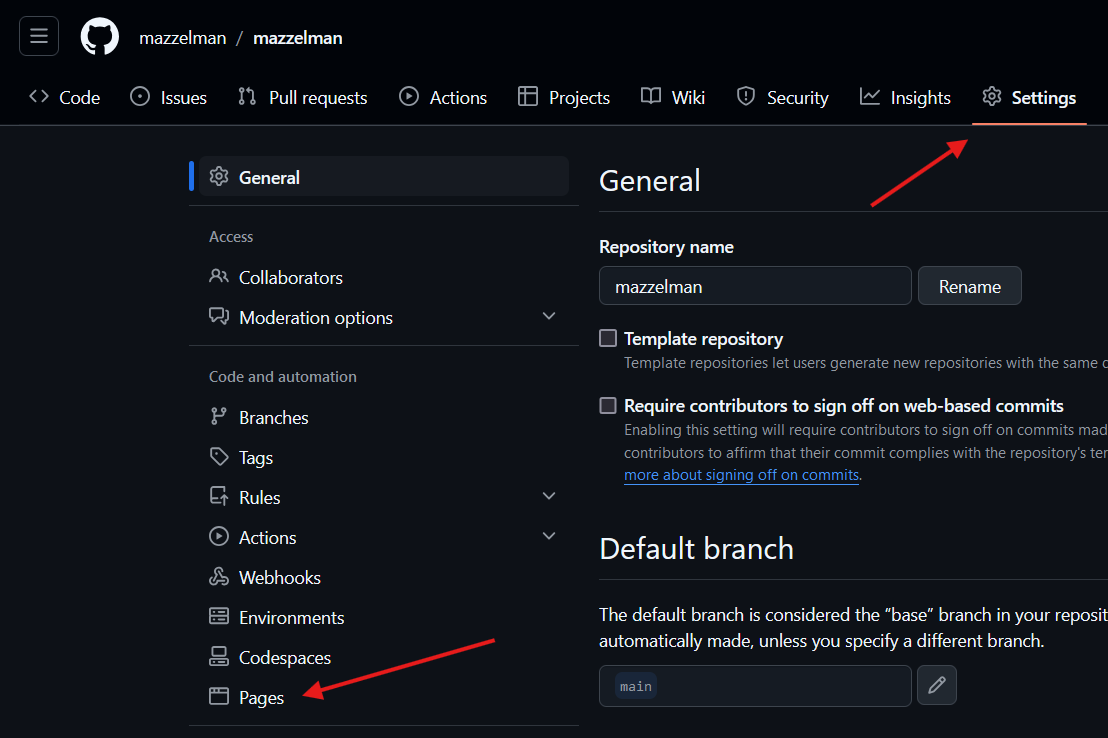 mazzelman / mazzelman
Code Issues Pull requests Actions Projects Wiki Security Insights Settings
General
Access
Collaborators
Moderation options
Code and automation
Branches
Tags
Rules
Actions
Webhooks
Environments
Codespaces
Pages
General
Repository name
mazzelman Rename
Template repository
Template repositories let users generate new repositories with the same
Require contributors to sign off on web-based commits
Enabling this setting will require contributors to sign off on commits mad
contributors to affirm that their commit complies with the repository's ter
more about signing off on commits.
Default branch
The default branch is considered the “base” branch in your reposit
automatically made, unless you specify a different branch.
main